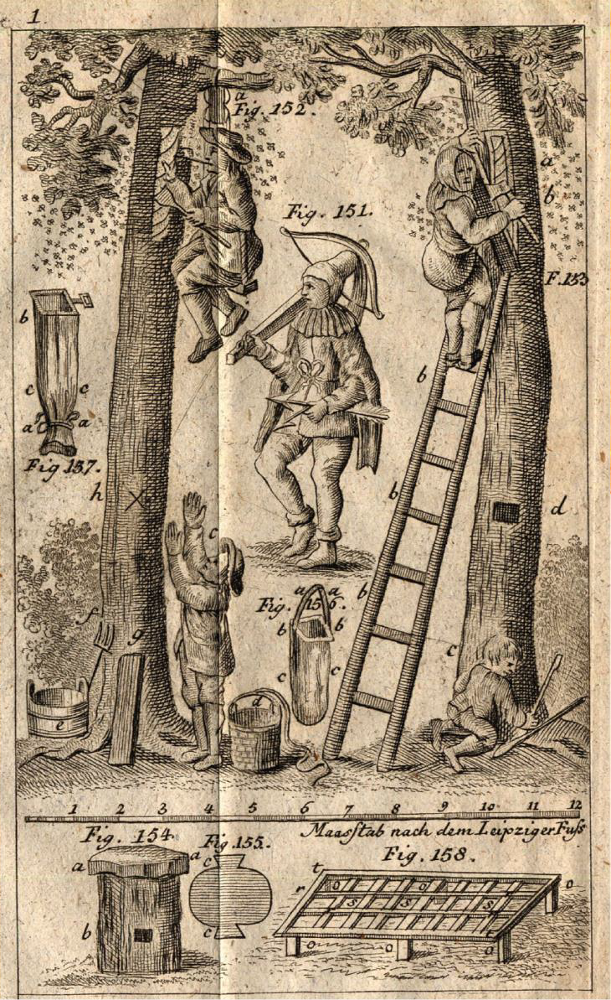 1.
a
Fig. 152.
a
b
Fig. 151.
F. 153
b
c c
a a
Fig 157.
b
h
b
d
c
a a
Fig. 156.
b b
b
f
g
c
c c
d
e
1 2 3 4 5 6 7 8 9 10 11 12
Maasstab nach dem Leipziger Fuss
Fig. 154.
Fig. 155.
Fig. 158.
a a
c
t
r
o o o
s s s
b
c
t
o o o